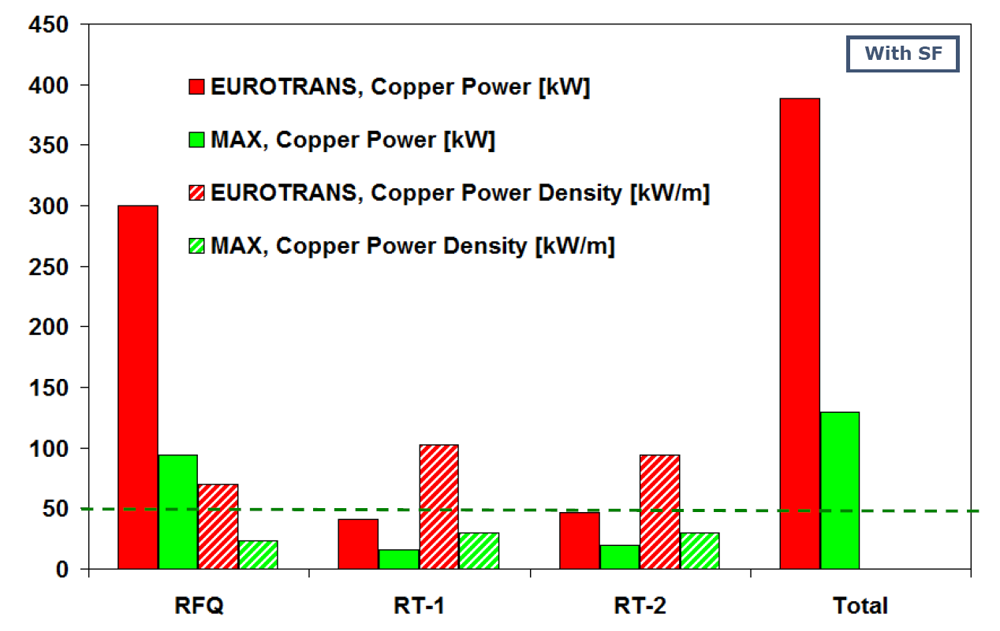 450
With SF
400
EUROTRANS, Copper Power [kW]
350
MAX, Copper Power [kW]
300
EUROTRANS, Copper Power Density [kW/m]
250
MAX, Copper Power Density [kW/m]
200
150
100
50
0
RFQ RT-1 RT-2 Total